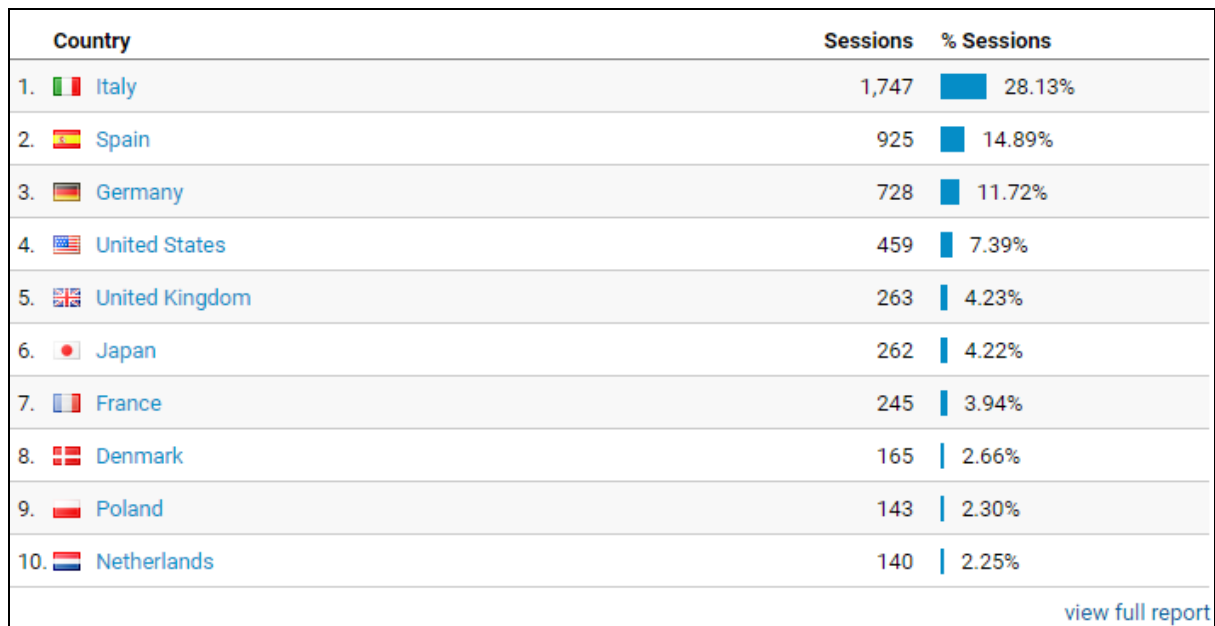 Country Sessions % Sessions
1. Italy 1,747 28.13%
2. Spain 925 14.89%
3. Germany 728 11.72%
4. United States 459 7.39%
5. United Kingdom 263 4.23%
6. Japan 262 4.22%
7. France 245 3.94%
8. Denmark 165 2.66%
9. Poland 143 2.30%
10. Netherlands 140 2.25%
view full report